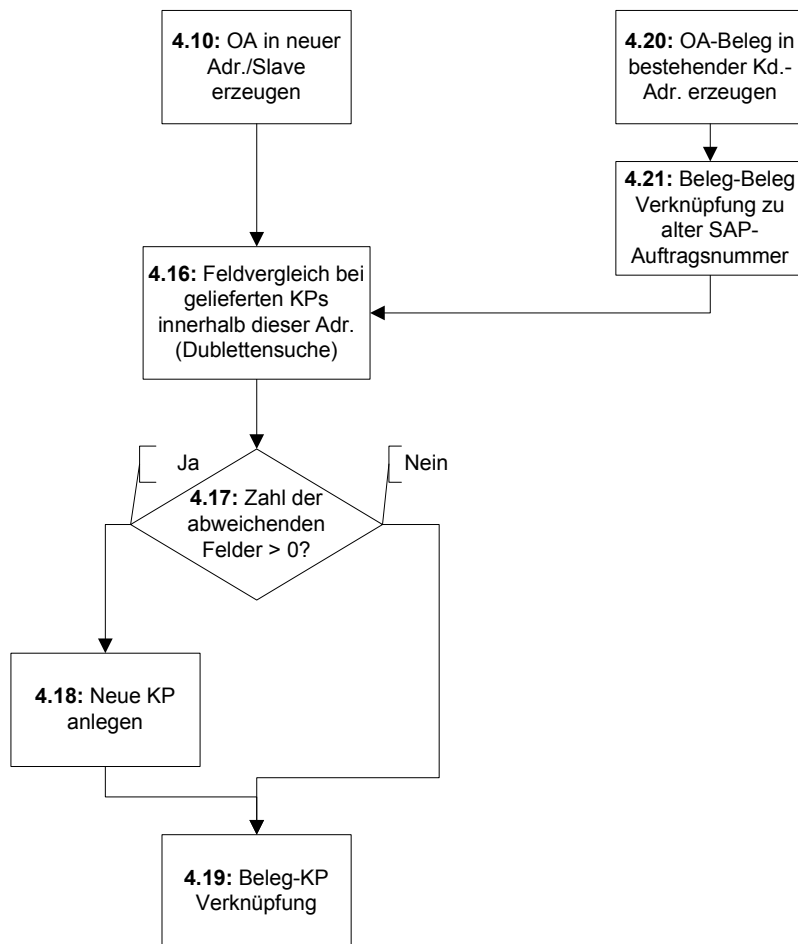 4.10: OA in neuer
Adr./Slave
erzeugen
4.20: OA-Beleg in
bestehender Kd.-
Adr. erzeugen
4.21: Beleg-Beleg
Verknüpfung zu
alter SAP-
Auftragsnummer
4.16: Feldvergleich bei
gelieferten KPs
innerhalb dieser Adr.
(Dublettensuche)
Ja
Nein
4.17: Zahl der
abweichenden
Felder > 0?
4.18: Neue KP
anlegen
4.19: Beleg-KP
Verknüpfung